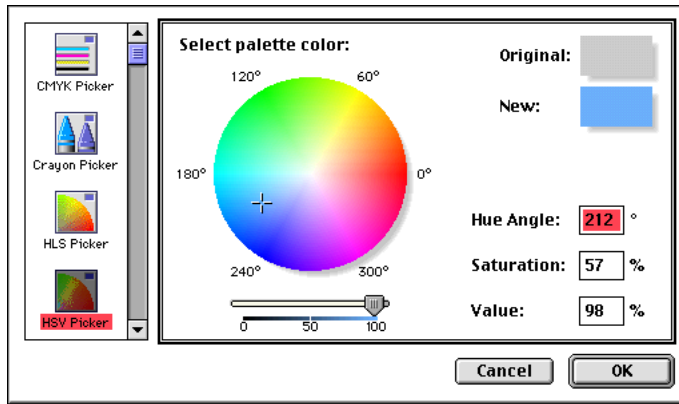 CMYK Picker
Crayon Picker
HLS Picker
HSV Picker
Select palette color:
120°
60°
180°
0°
240°
300°
0
50
100
Original:
New:
Hue Angle: 212 °
Saturation: 57 %
Value: 98 %
Cancel
OK